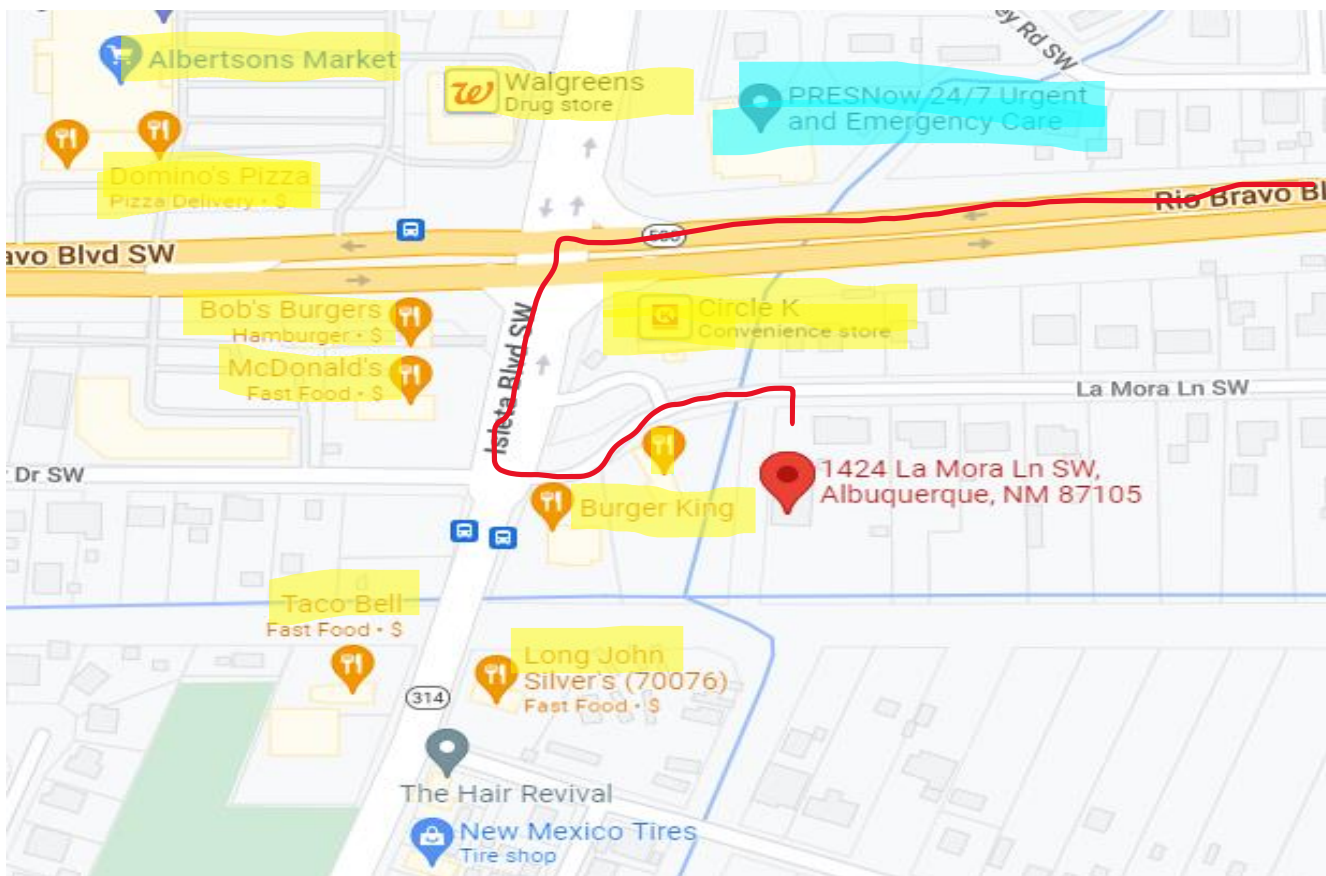 ey Rd SW
Albertsons Market
Walgreens
Drug store
PRESNow 24/7 Urgent
and Emergency Care
Domino's Pizza
Pizza Delivery • $
Rio Bravo Bl
avo Blvd SW
500
Bob's Burgers
Hamburger • $
Circle K
Convenience store
Isleta Blvd SW
McDonald's
Fast Food • $
La Mora Ln SW
Dr SW
1424 La Mora Ln SW,
Albuquerque, NM 87105
Burger King
Taco Bell
Fast Food • $
Long John
Silver's (70076)
Fast Food • $
314
The Hair Revival
New Mexico Tires
Tire shop